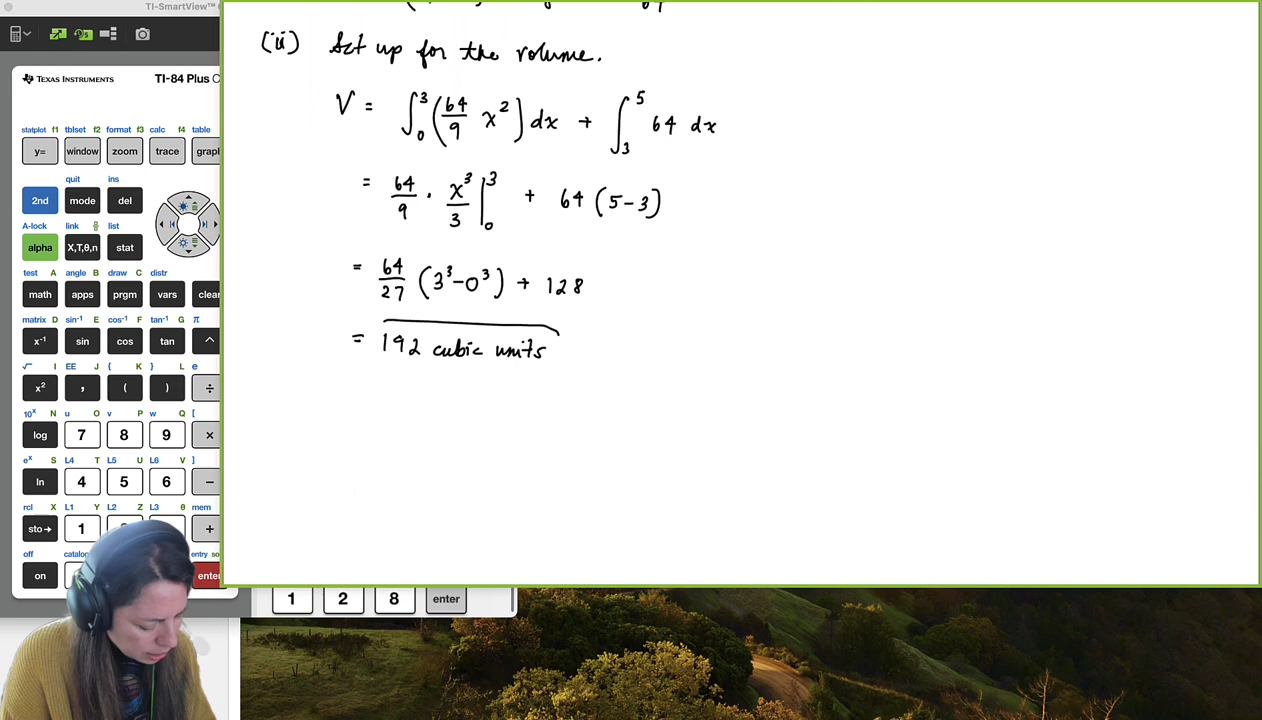 TI-SmartView™ C
(ii) Set up for the volume.
V = ∫₀³ (64/9 x²) dx + ∫₃⁵ 64 dx
= 64/9 · x³/3 |₀³ + 64 (5-3)
= 64/27 (3³-0³) + 128
= 192 cubic units
TEXAS INSTRUMENTS TI-84 Plus C
statplot f1 tblset f2 format f3 calc f4 table
y= window zoom trace grap
quit ins
2nd mode del
A-lock link list
alpha X,T,θ,n stat
test A angle B draw C distr
math apps prgm vars clear
matrix D sin⁻¹ E cos⁻¹ F tan⁻¹ G π
x⁻¹ sin cos tan ^
√ I EE J { K } L e
x² , ( ) ÷
10ˣ N u O v P w Q [
log 7 8 9 ×
eˣ S L4 T L5 U L6 V ]
ln 4 5 6 −
rcl X L1 Y L2 Z L3 θ mem
sto→ 1 +
off catalo entry so
on enter
1 2 8 enter